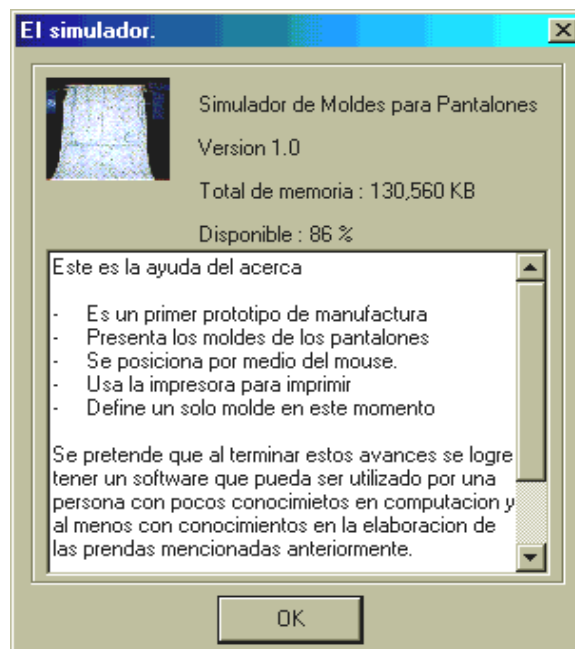 El simulador.
Simulador de Moldes para Pantalones
Version 1.0
Total de memoria : 130,560 KB
Disponible : 86 %
Este es la ayuda del acerca
- Es un primer prototipo de manufactura
- Presenta los moldes de los pantalones
- Se posiciona por medio del mouse.
- Usa la impresora para imprimir
- Define un solo molde en este momento
Se pretende que al terminar estos avances se logre
tener un software que pueda ser utilizado por una
persona con pocos conocimietos en computacion y
al menos con conocimientos en la elaboracion de
las prendas mencionadas anteriormente.
OK